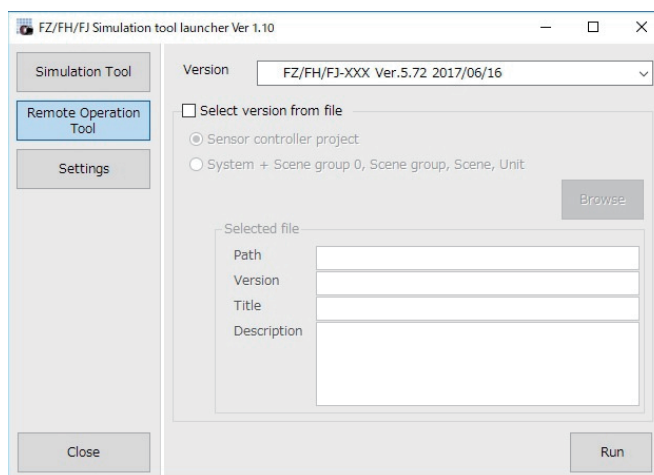 FZ/FH/FJ Simulation tool launcher Ver 1.10
Simulation Tool
Remote Operation
Tool
Settings
Close
Version
FZ/FH/FJ-XXX Ver.5.72 2017/06/16
Select version from file
Sensor controller project
System + Scene group 0, Scene group, Scene, Unit
Browse
Selected file
Path
Version
Title
Description
Run